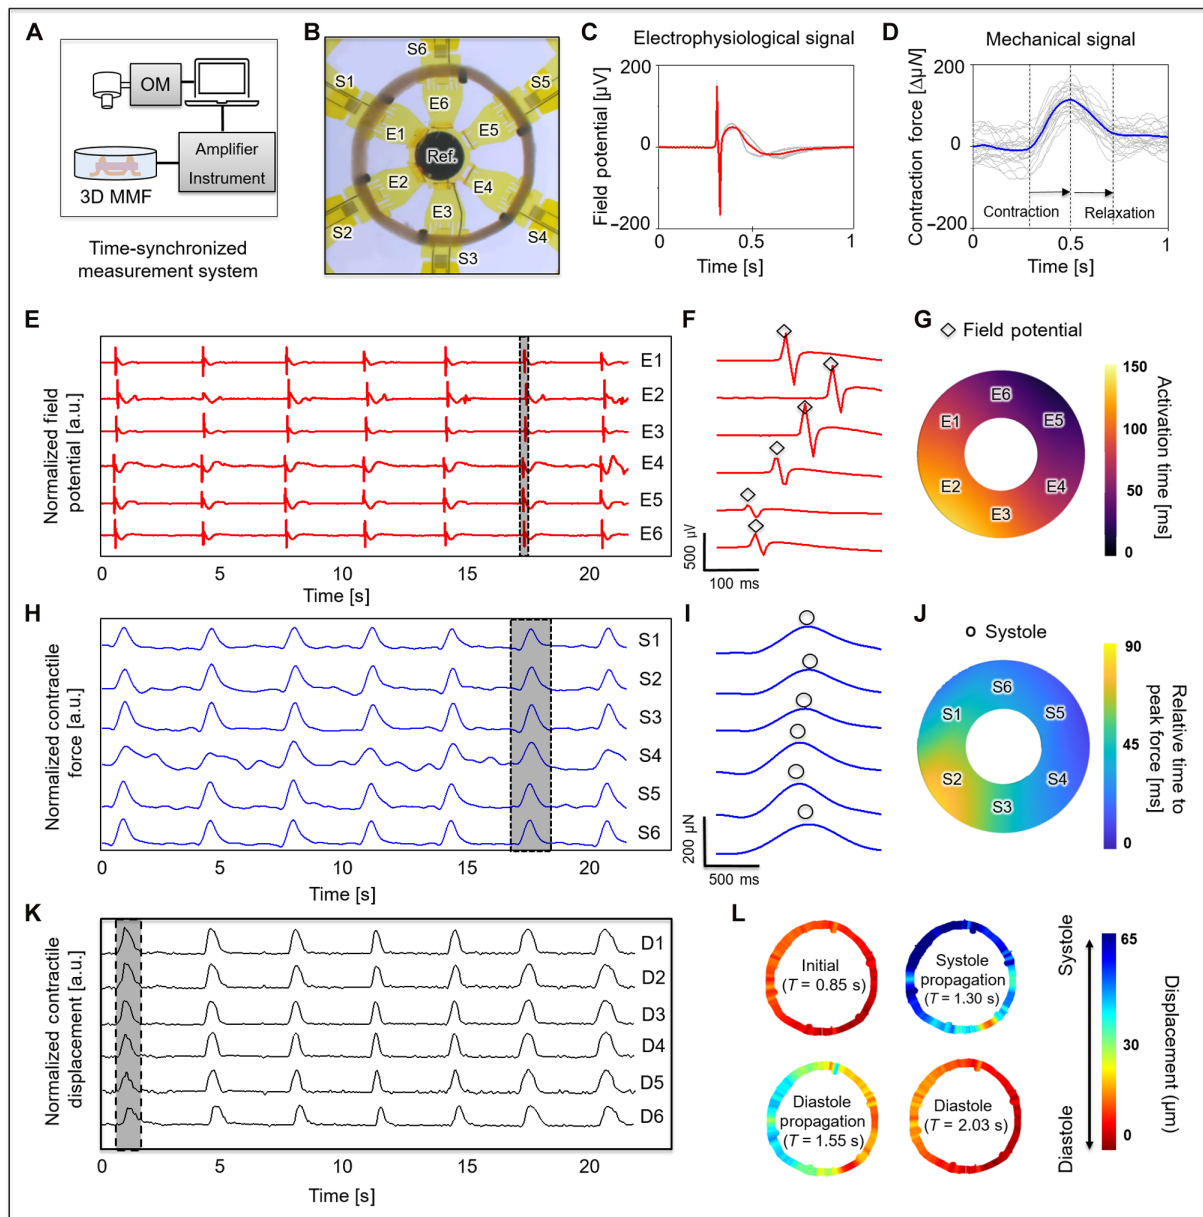 A
OM
Amplifier
Instrument
3D MMF
Time-synchronized
measurement system
B
S6
S1
S5
E6
E1
E5
Ref.
E2
E4
E3
S2
S4
S3
C
Electrophysiological signal
Field potential [µV]
200
0
−200
0
0.5
1
Time [s]
D
Mechanical signal
Contraction force [ΔµN]
200
0
200
Contraction
Relaxation
0
0.5
1
Time [s]
E
Normalized field
potential [a.u.]
E1
E2
E3
E4
E5
E6
0
5
10
15
20
Time [s]
F
500 µV
100 ms
G
Field potential
E6
E1
E5
E2
E4
E3
150
100
50
0
Activation time
[ms]
H
Normalized contractile
force [a.u.]
S1
S2
S3
S4
S5
S6
0
5
10
15
20
Time [s]
I
200 µN
500 ms
J
Systole
S6
S1
S5
S2
S4
S3
90
45
0
Relative time to
peak force [ms]
K
Normalized contractile
displacement [a.u.]
D1
D2
D3
D4
D5
D6
0
5
10
15
20
Time [s]
L
Initial
(T = 0.85 s)
Systole
propagation
(T = 1.30 s)
Diastole
propagation
(T = 1.55 s)
Diastole
(T = 2.03 s)
Systole
Diastole
65
30
0
Displacement (µm)